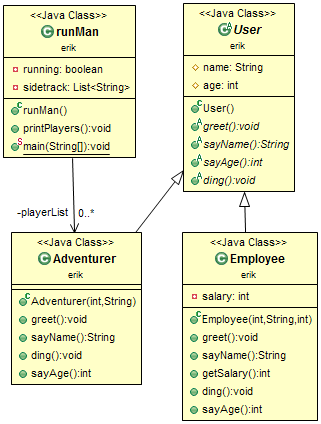 <<Java Class>>
runMan
erik
running: boolean
sidetrack: List<String>
runMan()
printPlayers():void
main(String[]):void
<<Java Class>>
User
erik
name: String
age: int
User()
greet():void
sayName():String
sayAge():int
ding():void
-playerList 0..*
<<Java Class>>
Adventurer
erik
Adventurer(int,String)
greet():void
sayName():String
ding():void
sayAge():int
<<Java Class>>
Employee
erik
salary: int
Employee(int,String,int)
greet():void
sayName():String
getSalary():int
ding():void
sayAge():int